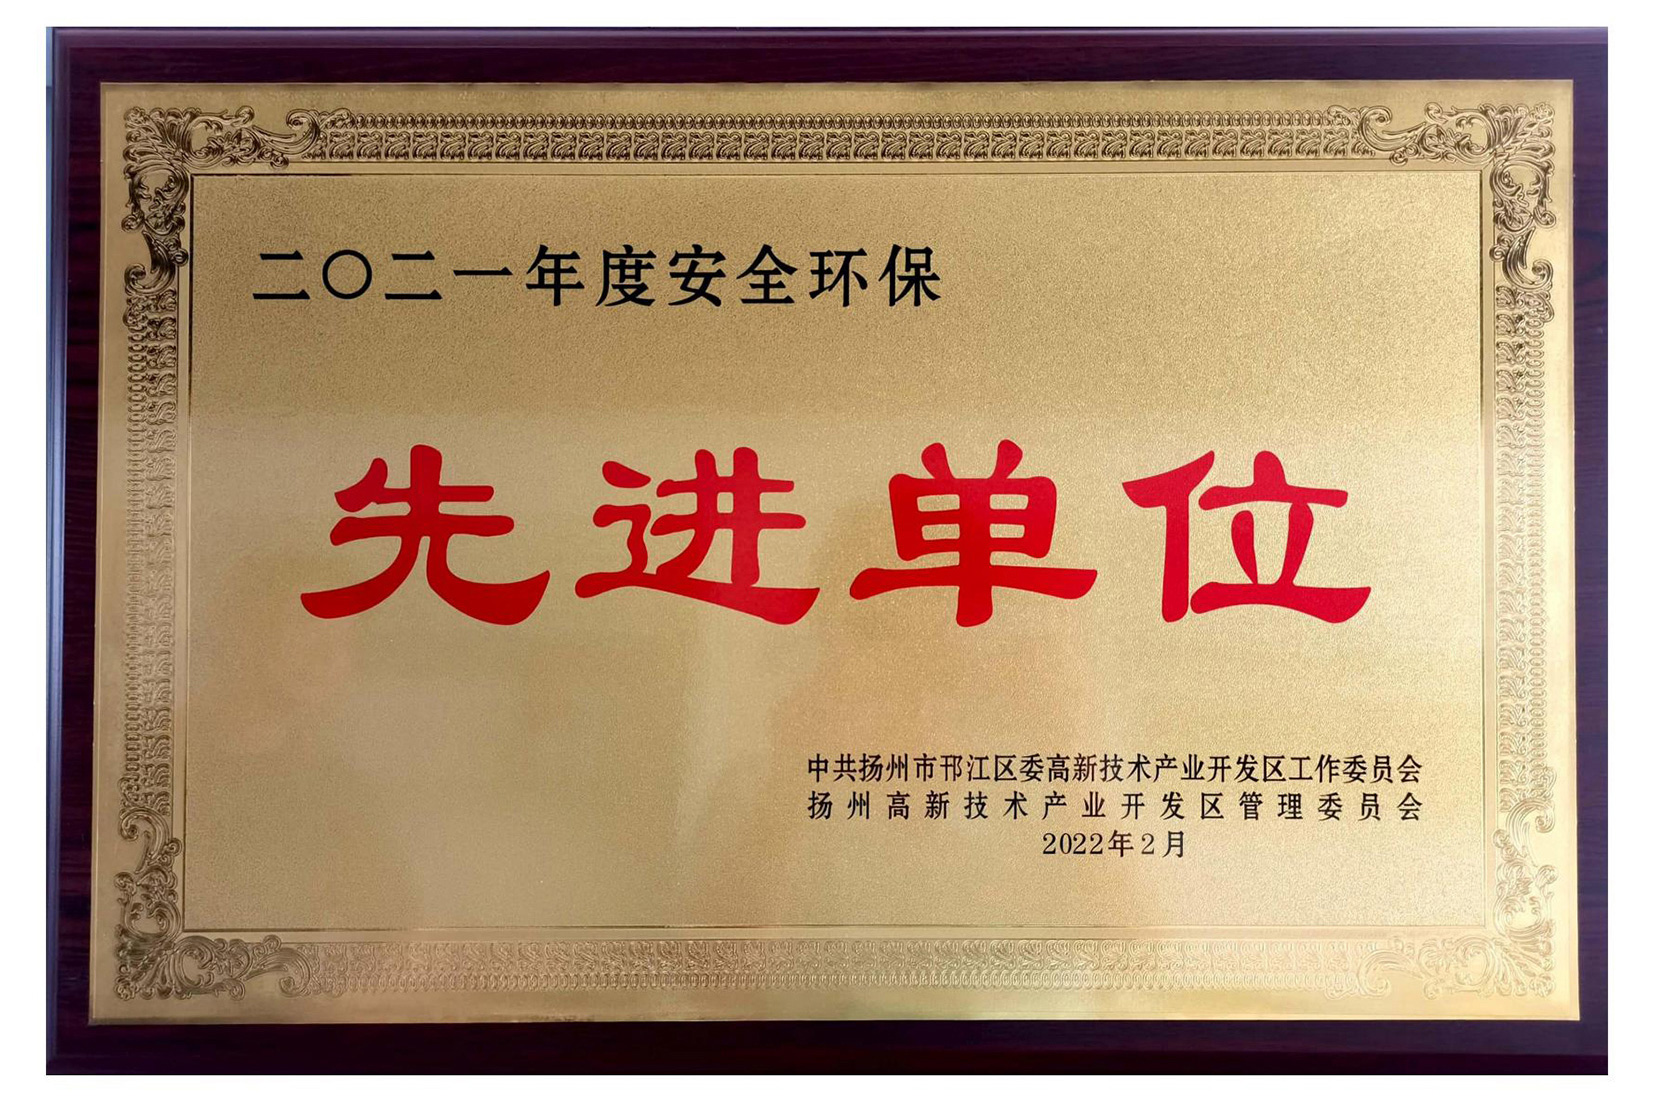 二〇二一年度安全环保
先进单位
中共扬州市邗江区委高新技术产业开发区工作委员会
扬州高新技术产业开发区管理委员会
2022年2月